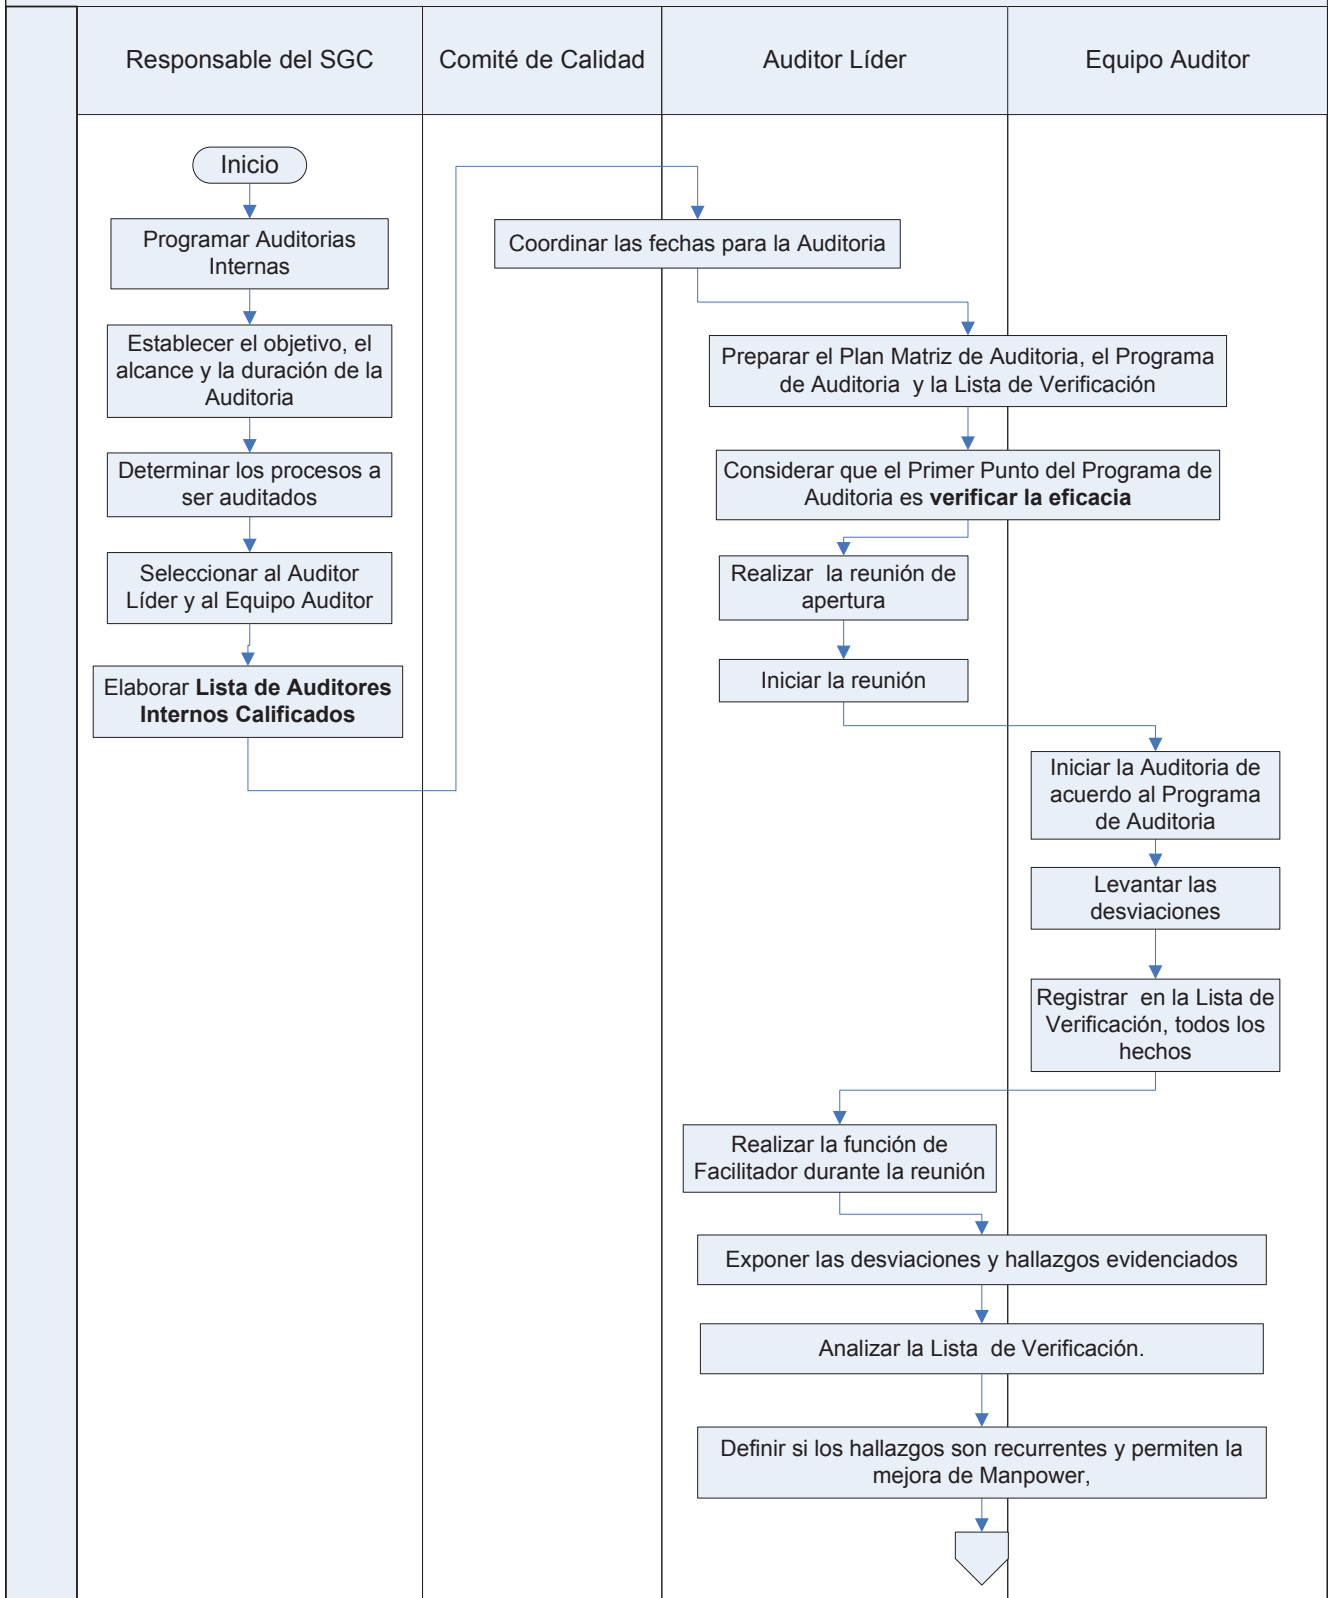 Responsable del SGC
Comité de Calidad
Auditor Líder
Equipo Auditor
Inicio
Programar Auditorias
Internas
Establecer el objetivo, el
alcance y la duración de la
Auditoria
Determinar los procesos a
ser auditados
Seleccionar al Auditor
Líder y al Equipo Auditor
Elaborar Lista de Auditores
Internos Calificados
Coordinar las fechas para la Auditoria
Preparar el Plan Matriz de Auditoria, el Programa
de Auditoria y la Lista de Verificación
Considerar que el Primer Punto del Programa de
Auditoria es verificar la eficacia
Realizar la reunión de
apertura
Iniciar la reunión
Iniciar la Auditoria de
acuerdo al Programa
de Auditoria
Levantar las
desviaciones
Registrar en la Lista de
Verificación, todos los
hechos
Realizar la función de
Facilitador durante la reunión
Exponer las desviaciones y hallazgos evidenciados
Analizar la Lista de Verificación.
Definir si los hallazgos son recurrentes y permiten la
mejora de Manpower,